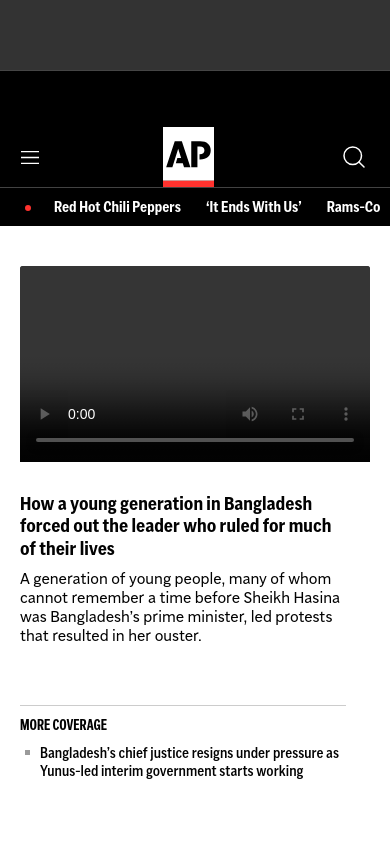 AP
Red Hot Chili Peppers ‘It Ends With Us’ Rams-Co
0:00
How a young generation in Bangladesh
forced out the leader who ruled for much
of their lives
A generation of young people, many of whom
cannot remember a time before Sheikh Hasina
was Bangladesh’s prime minister, led protests
that resulted in her ouster.
MORE COVERAGE
Bangladesh’s chief justice resigns under pressure as
Yunus-led interim government starts working